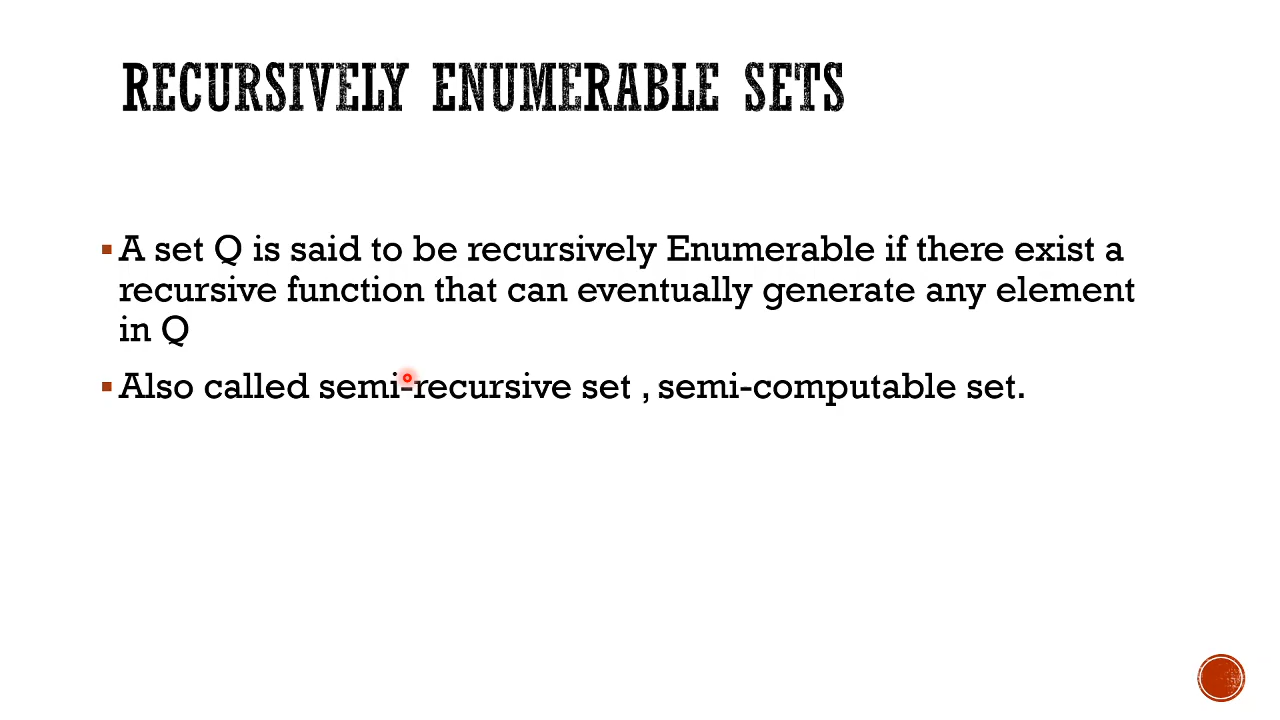 RECURSIVELY ENUMERABLE SETS
A set Q is said to be recursively Enumerable if there exist a
recursive function that can eventually generate any element
in Q
Also called semi-recursive set , semi-computable set.